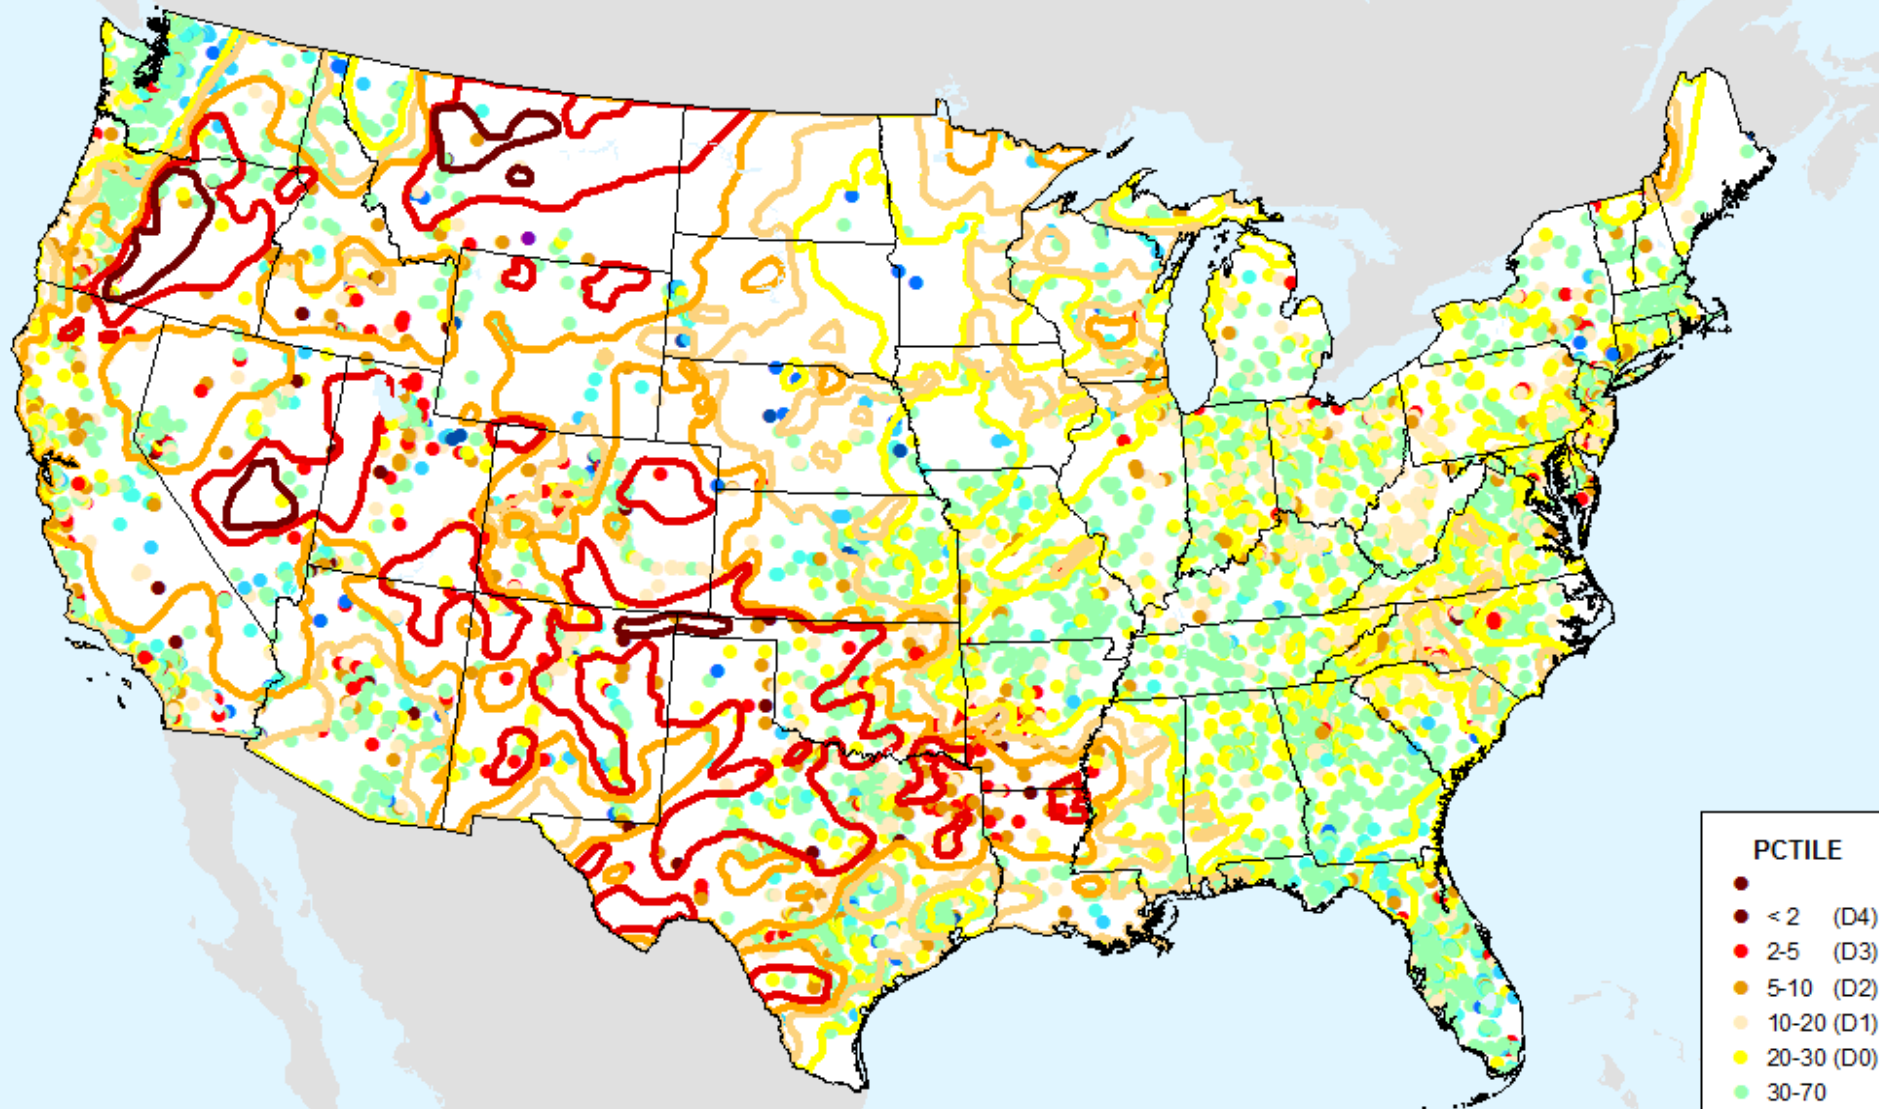 PCTILE
< 2 (D4)
2-5 (D3)
5-10 (D2)
10-20 (D1)
20-30 (D0)
30-70